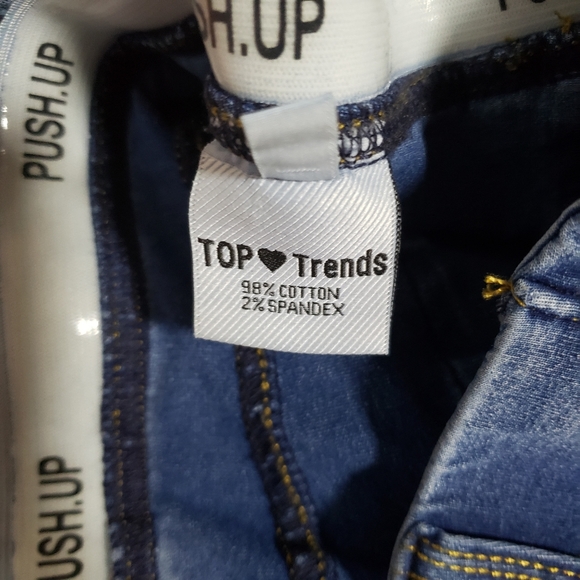 PUSH.UP
PUSH.UP
TOP♥Trends
98% COTTON
2% SPANDEX
PUSH.UP